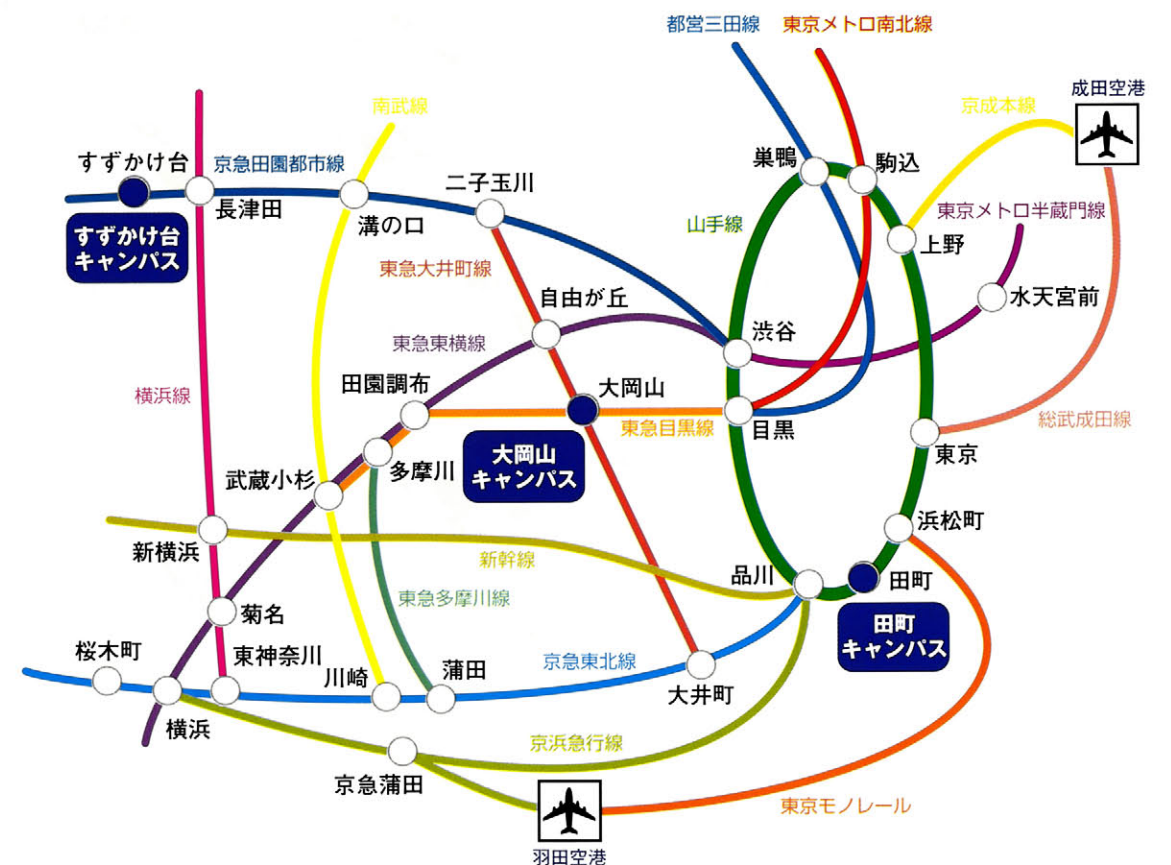 都営三田線
東京メトロ南北線
成田空港
京成本線
南武線
すずかけ台
京急田園都市線
二子玉川
巣鴨
駒込
長津田
溝の口
東京メトロ半蔵門線
山手線
すずかけ台
キャンパス
上野
東急大井町線
自由が丘
水天宮前
渋谷
東急東横線
田園調布
大岡山
横浜線
東急目黒線
目黒
総武成田線
大岡山
キャンパス
東京
多摩川
武蔵小杉
浜松町
新横浜
新幹線
品川
田町
東急多摩川線
菊名
田町
キャンパス
桜木町
東神奈川
川崎
蒲田
京急東北線
大井町
横浜
京浜急行線
京急蒲田
東京モノレール
羽田空港